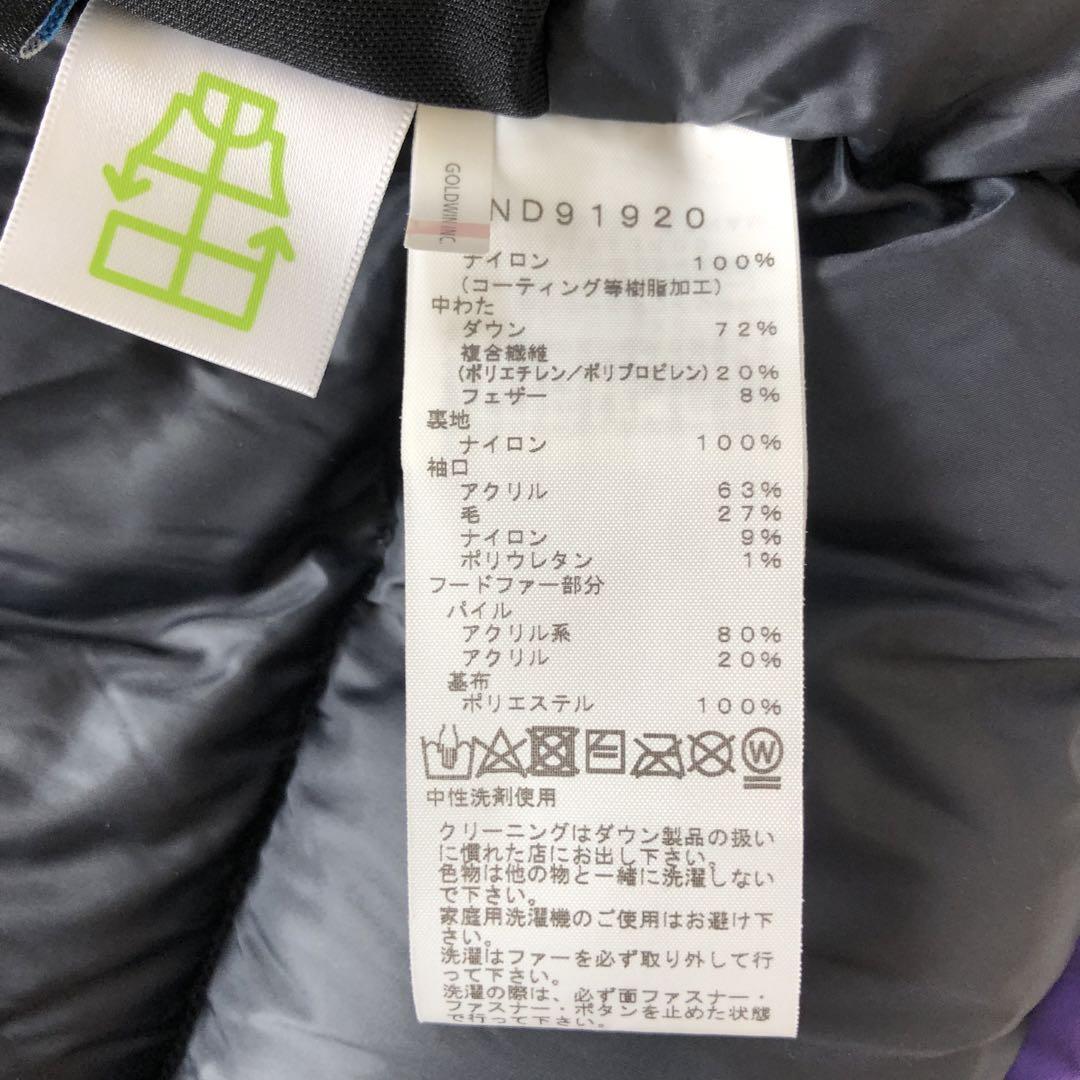 GOLDWIN INC
ND91920
ナイロン 100%
(コーティング等樹脂加工)
中わた
ダウン 72%
複合繊維
(ポリエチレン/ポリプロピレン) 20%
フェザー 8%
裏地
ナイロン 100%
袖口
アクリル 63%
毛 27%
ナイロン 9%
ポリウレタン 1%
フードファー部分
パイル
アクリル系 80%
アクリル 20%
基布
ポリエステル 100%
W
中性洗剤使用
クリーニングはダウン製品の扱い
に慣れた店にお出し下さい。
色物は他の物と一緒に洗濯しない
で下さい。
家庭用洗濯機のご使用はお避け下
さい。
洗濯はファーを必ず取り外して行
って下さい。
洗濯の際は、必ず面ファスナー・
ファスナー・ボタンを止めた状態
で行って下さい。